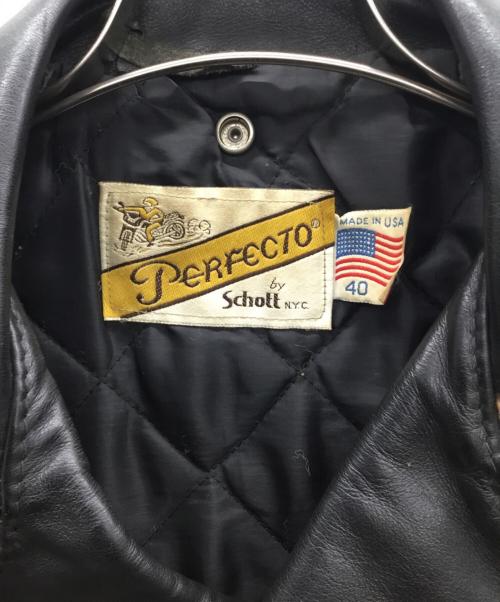 PERFECTO®
by
Schott N.Y.C.
MADE IN USA
40